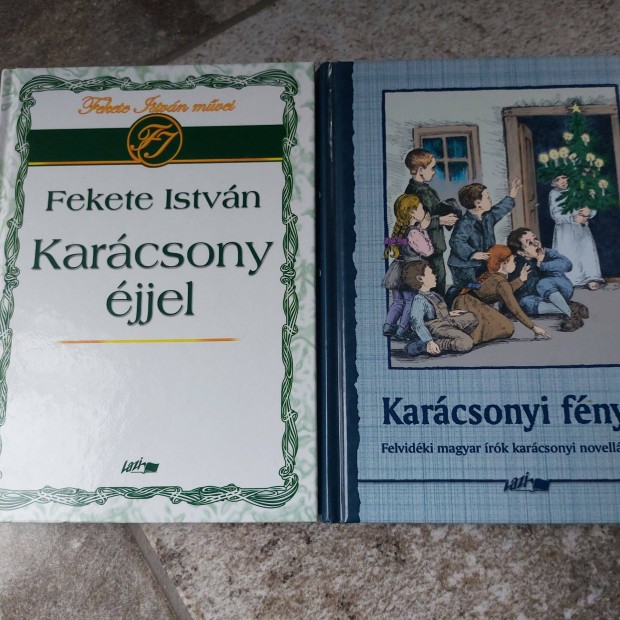 Fekete István művei
FI
Fekete István
Karácsony
éjjel
Lazi
Karácsonyi fény
Felvidéki magyar írók karácsonyi novellá
Lazi